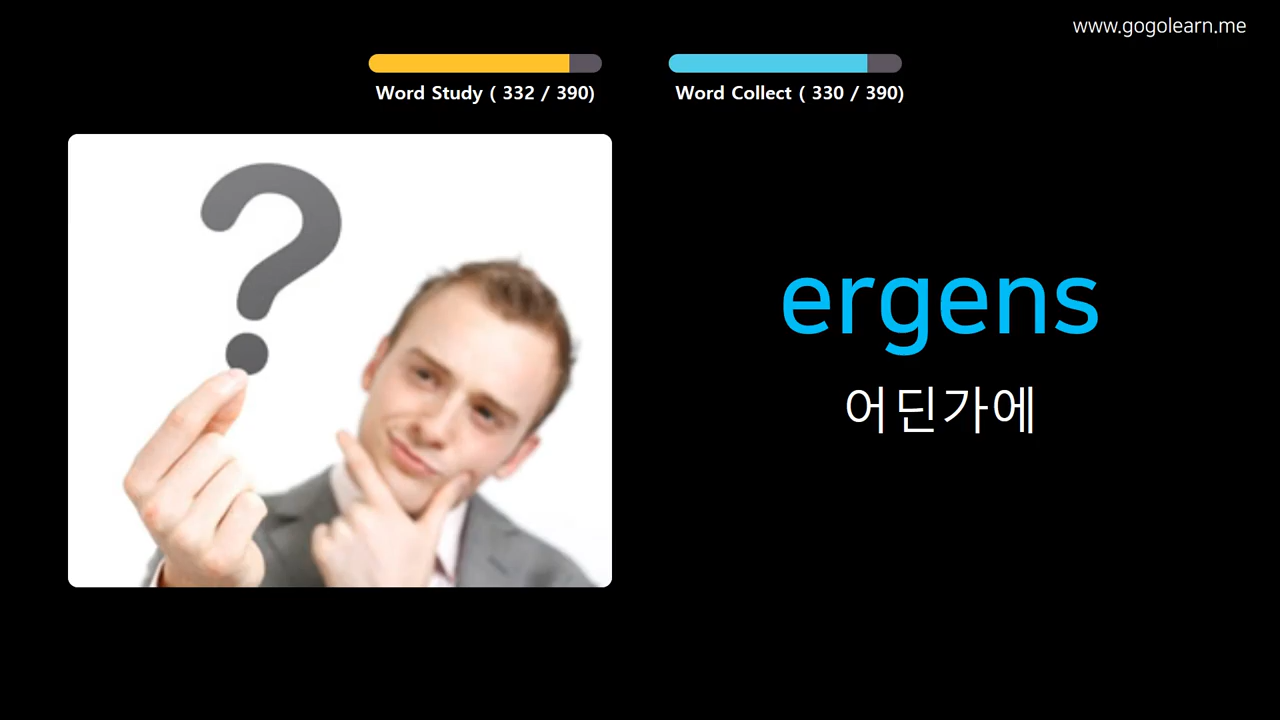 www.gogolearn.me
Word Study ( 332 / 390)
Word Collect ( 330 / 390)
?
ergens
어딘가에